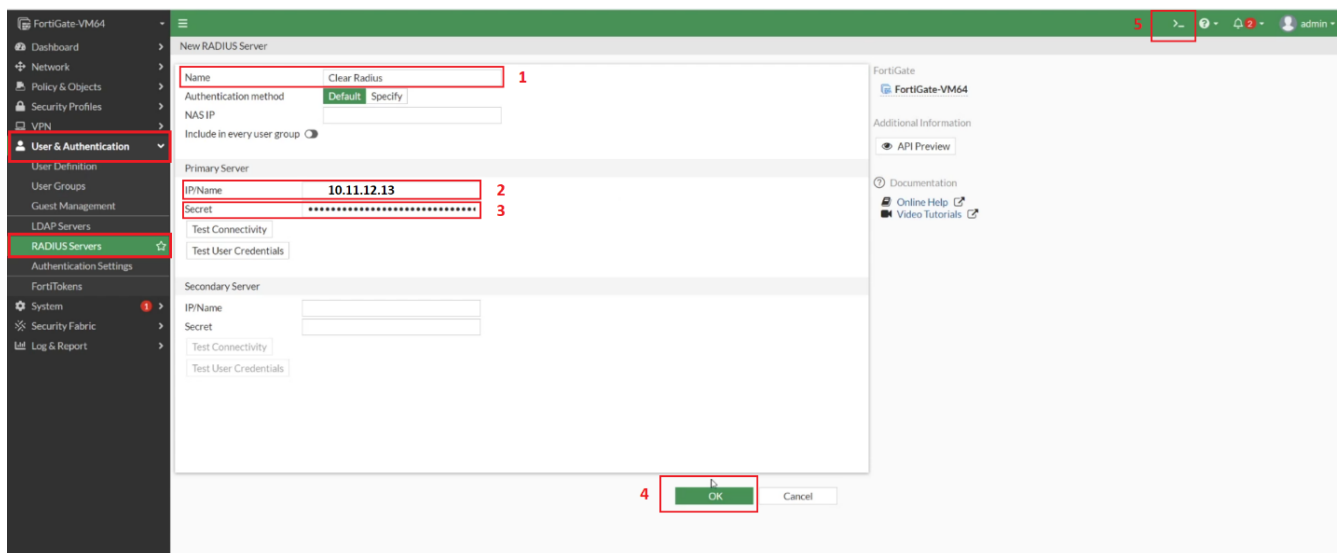 FortiGate-VM64
5
>_
2
admin
Dashboard
Network
Policy & Objects
Security Profiles
VPN
User & Authentication
User Definition
User Groups
Guest Management
LDAP Servers
RADIUS Servers
Authentication Settings
FortiTokens
System 1
Security Fabric
Log & Report
New RADIUS Server
Name Clear Radius 1
Authentication method Default Specify
NAS IP
Include in every user group
Primary Server
IP/Name 10.11.12.13 2
Secret ••••••••••••••••••••••••••••• 3
Test Connectivity
Test User Credentials
Secondary Server
IP/Name
Secret
Test Connectivity
Test User Credentials
4 OK Cancel
FortiGate
FortiGate-VM64
Additional Information
API Preview
Documentation
Online Help
Video Tutorials